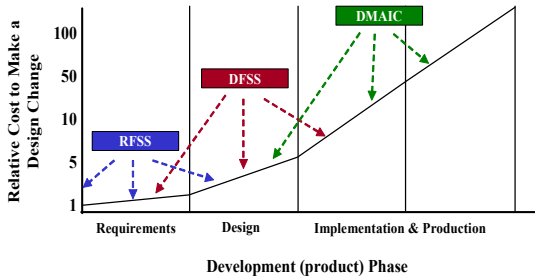 Relative Cost to Make a
Design Change
100
50
10
5
1
DMAIC
DFSS
RFSS
Requirements
Design
Implementation & Production
Development (product) Phase